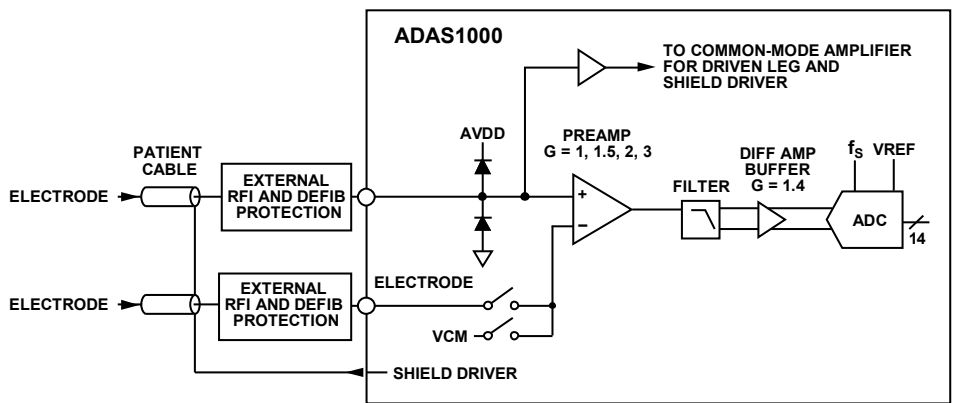 ADAS1000
TO COMMON-MODE AMPLIFIER
FOR DRIVEN LEG AND
SHIELD DRIVER
AVDD
PREAMP
G = 1, 1.5, 2, 3
PATIENT
CABLE
DIFF AMP
BUFFER
G = 1.4
fS VREF
ELECTRODE
EXTERNAL
RFI AND DEFIB
PROTECTION
+
–
FILTER
ADC
14
ELECTRODE
EXTERNAL
RFI AND DEFIB
PROTECTION
ELECTRODE
VCM
SHIELD DRIVER